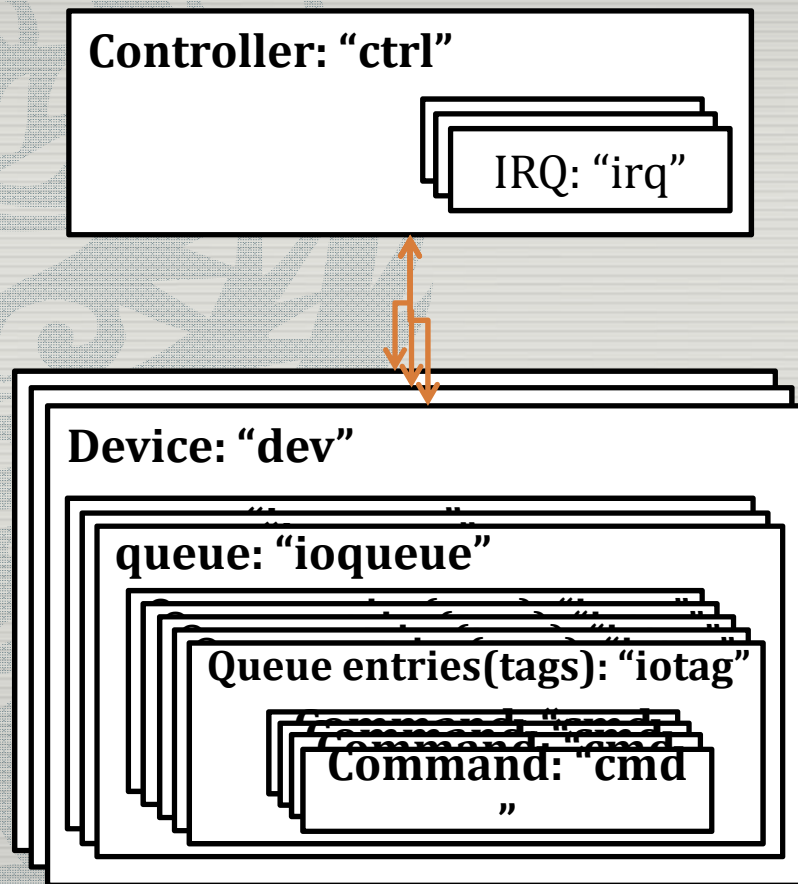 Controller: “ctrl”
IRQ: “irq”
Device: “dev”
queue: “ioqueue”
Queue entries(tags): “iotag”
Command: “cmd
”